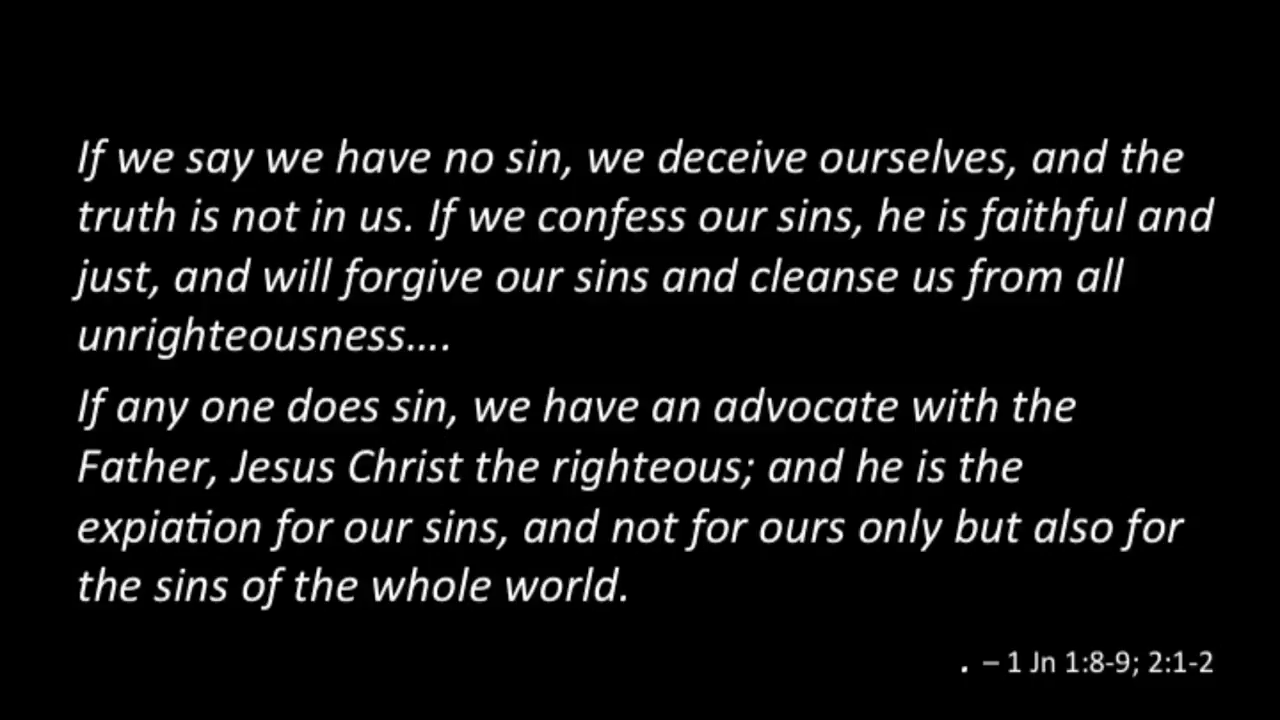 If we say we have no sin, we deceive ourselves, and the
truth is not in us. If we confess our sins, he is faithful and
just, and will forgive our sins and cleanse us from all
unrighteousness....
If any one does sin, we have an advocate with the
Father, Jesus Christ the righteous; and he is the
expiation for our sins, and not for ours only but also for
the sins of the whole world.
. – 1 Jn 1:8-9; 2:1-2